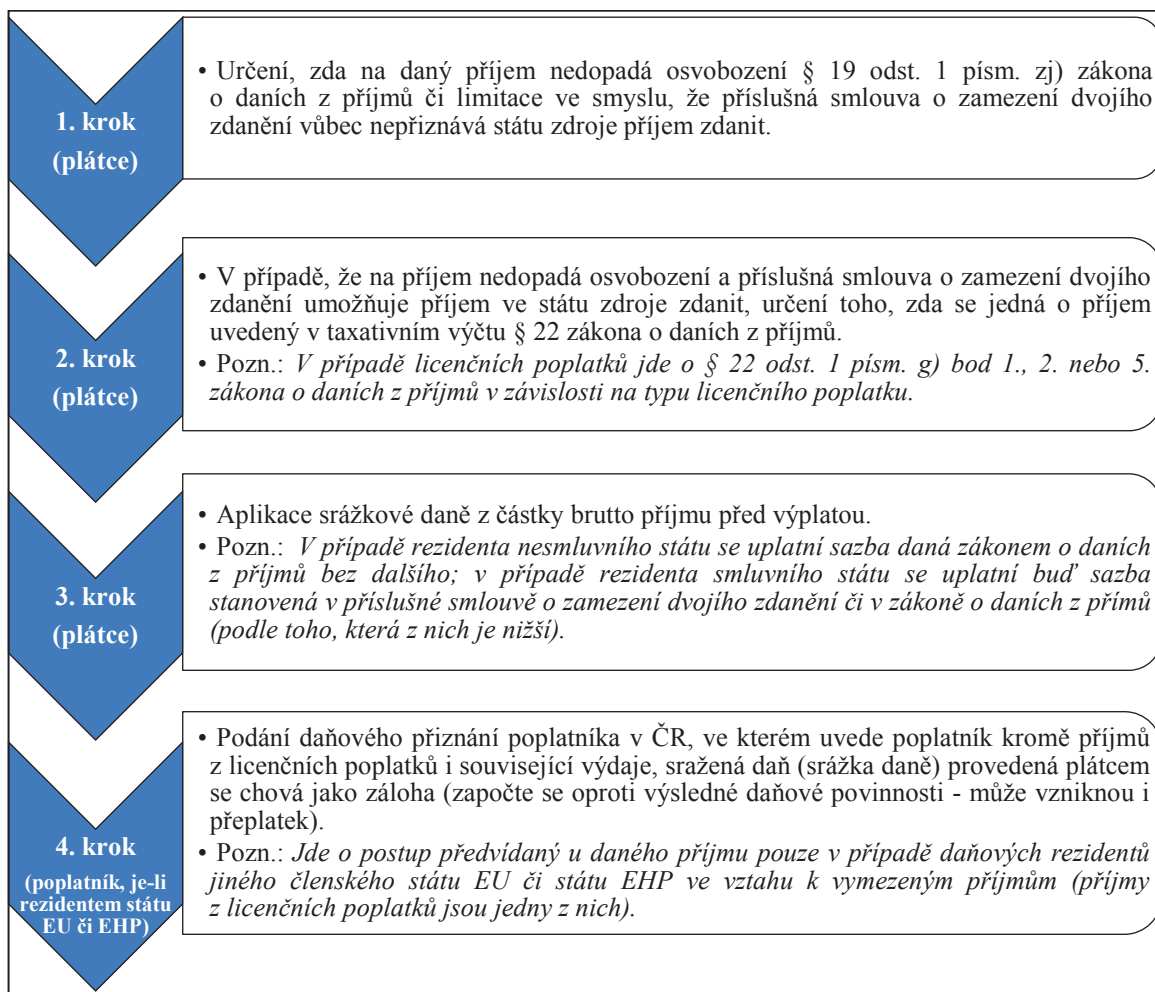 1. krok
(plátce)
• Určení, zda na daný příjem nedopadá osvobození § 19 odst. 1 písm. zj) zákona
o daních z příjmů či limitace ve smyslu, že příslušná smlouva o zamezení dvojího
zdanění vůbec nepřiznává státu zdroje příjem zdanit.
2. krok
(plátce)
• V případě, že na příjem nedopadá osvobození a příslušná smlouva o zamezení dvojího
zdanění umožňuje příjem ve státu zdroje zdanit, určení toho, zda se jedná o příjem
uvedený v taxativním výčtu § 22 zákona o daních z příjmů.
• Pozn.: V případě licenčních poplatků jde o § 22 odst. 1 písm. g) bod 1., 2. nebo 5.
zákona o daních z příjmů v závislosti na typu licenčního poplatku.
3. krok
(plátce)
• Aplikace srážkové daně z částky brutto příjmu před výplatou.
• Pozn.: V případě rezidenta nesmluvního státu se uplatní sazba daná zákonem o daních
z příjmů bez dalšího; v případě rezidenta smluvního státu se uplatní buď sazba
stanovená v příslušné smlouvě o zamezení dvojího zdanění či v zákoně o daních z přímů
(podle toho, která z nich je nižší).
4. krok
(poplatník, je-li
rezidentem státu
EU či EHP)
• Podání daňového přiznání poplatníka v ČR, ve kterém uvede poplatník kromě příjmů
z licenčních poplatků i související výdaje, sražená daň (srážka daně) provedená plátcem
se chová jako záloha (započte se oproti výsledné daňové povinnosti - může vzniknou i
přeplatek).
• Pozn.: Jde o postup předvídaný u daného příjmu pouze v případě daňových rezidentů
jiného členského státu EU či státu EHP ve vztahu k vymezeným příjmům (příjmy
z licenčních poplatků jsou jedny z nich).